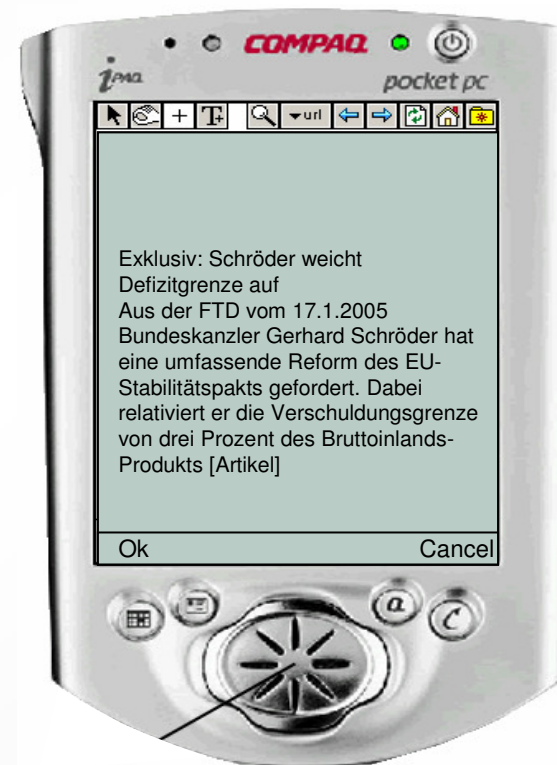 COMPAQ
iPAQ
pocket pc
url
Exklusiv: Schröder weicht
Defizitgrenze auf
Aus der FTD vom 17.1.2005
Bundeskanzler Gerhard Schröder hat
eine umfassende Reform des EU-
Stabilitätspakts gefordert. Dabei
relativiert er die Verschuldungsgrenze
von drei Prozent des Bruttoinlands-
Produkts [Artikel]
Ok Cancel